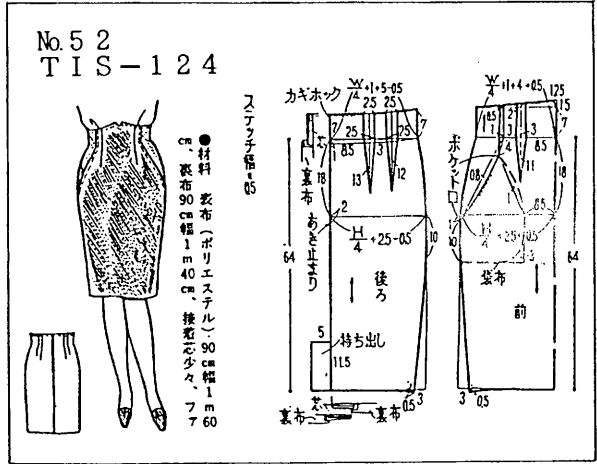 No.52
TIS-124
ステッチ幅=0.5
●材料 表布(ポリエステル)90cm幅1m60
cm、裏布90cm幅1m40cm、接着芯少々、ファ
カギホック
W/4+1+5-0.5
2.5 2.5
7 2.5 3 2.5 7
8.5
芯
裏布
18
13 12
あき止まり
2
H/4+2.5-0.5
10
64
後ろ
5
持ち出し
11.5
芯
裏布
裏布
0.5 3
W/4+1+4+0.5
1.25
1.5
8.5 1 2 3 7
3 3 4 8.5
ポケット口
0.8
11
18
1
8.5
10
H/4+2.5+0.5
3
袋布
前
64
3 0.5